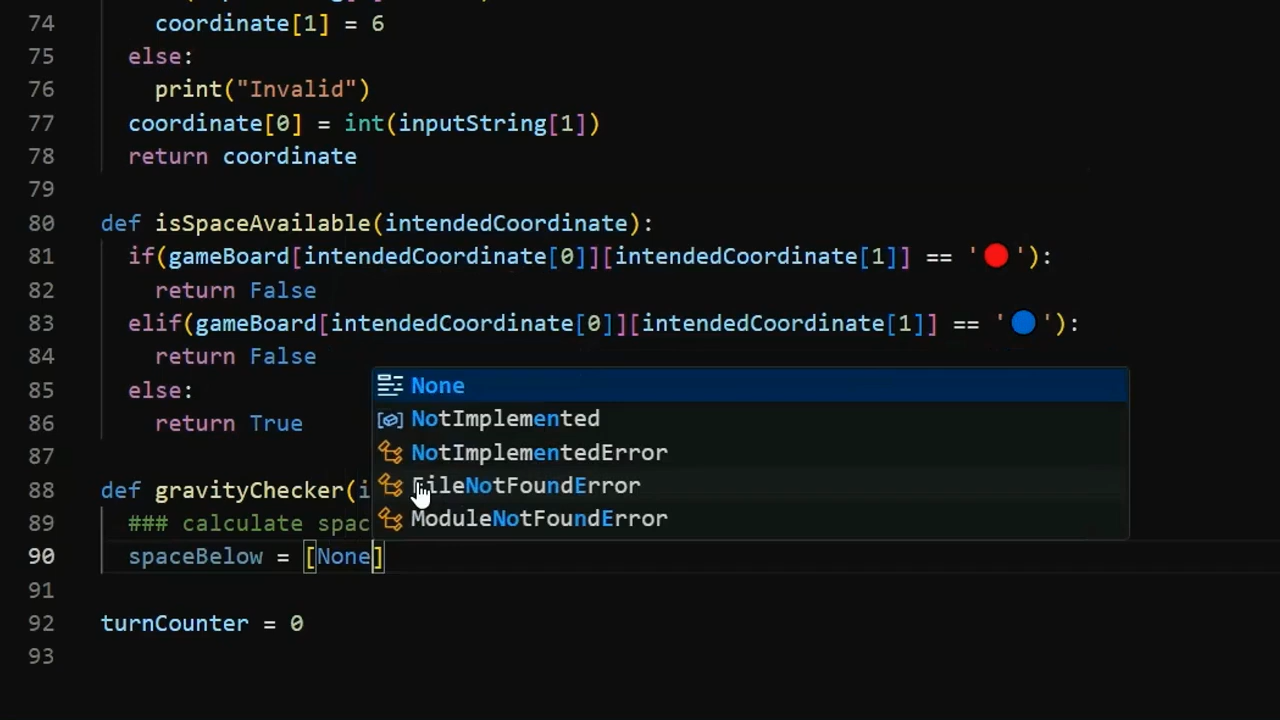 74 coordinate[1] = 6
75 else:
76 print("Invalid")
77 coordinate[0] = int(inputString[1])
78 return coordinate
79
80 def isSpaceAvailable(intendedCoordinate):
81 if(gameBoard[intendedCoordinate[0]][intendedCoordinate[1]] == '🔴'):
82 return False
83 elif(gameBoard[intendedCoordinate[0]][intendedCoordinate[1]] == '🔵'):
84 return False
85 else:
86 return True
87
88 def gravityChecker(i
89 ### calculate spac
90 spaceBelow = [None]
91
92 turnCounter = 0
93
None
NotImplemented
NotImplementedError
FileNotFoundError
ModuleNotFoundError